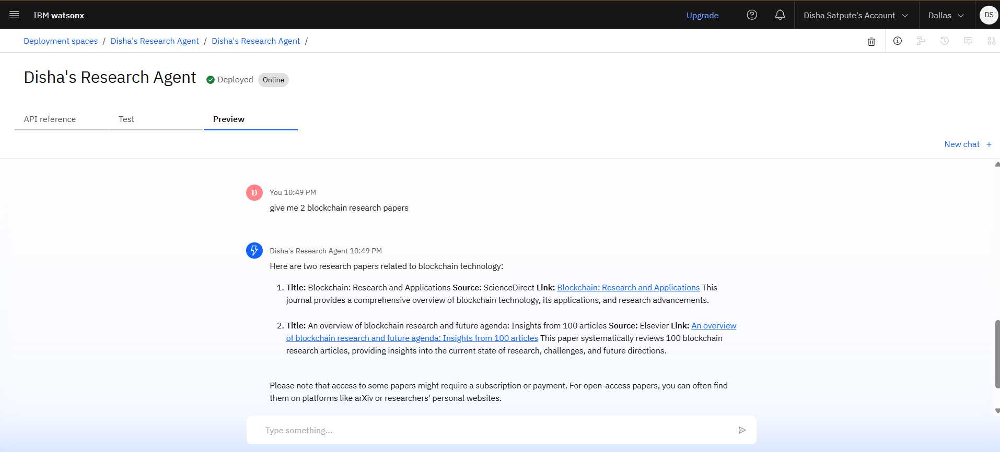 IBM watsonx
Upgrade
Disha Satpute's Account
Dallas
DS
Deployment spaces / Disha's Research Agent / Disha's Research Agent /
Disha's Research Agent
Deployed
Online
API reference
Test
Preview
New chat +
D
You 10:49 PM
give me 2 blockchain research papers
Disha's Research Agent 10:49 PM
Here are two research papers related to blockchain technology:
1. Title: Blockchain: Research and Applications Source: ScienceDirect Link: Blockchain: Research and Applications This
journal provides a comprehensive overview of blockchain technology, its applications, and research advancements.
2. Title: An overview of blockchain research and future agenda: Insights from 100 articles Source: Elsevier Link: An overview
of blockchain research and future agenda: Insights from 100 articles This paper systematically reviews 100 blockchain
research articles, providing insights into the current state of research, challenges, and future directions.
Please note that access to some papers might require a subscription or payment. For open-access papers, you can often find
them on platforms like arXiv or researchers' personal websites.
Type something...